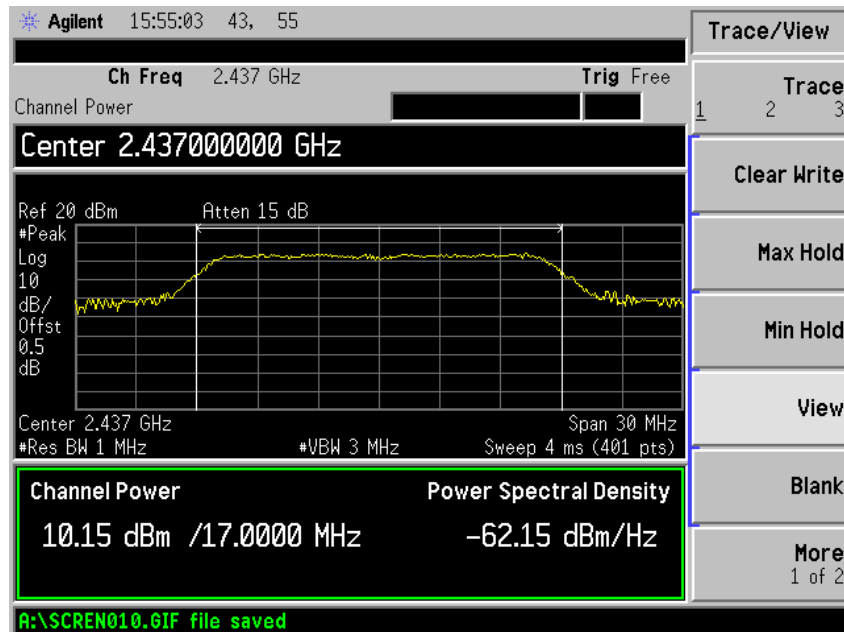 Agilent 15:55:03 43, 55
Trace/View
Ch Freq 2.437 GHz Trig Free
Channel Power
Trace
1 2 3
Center 2.437000000 GHz
Clear Write
Ref 20 dBm Atten 15 dB
#Peak
Log
10
dB/
Offst
0.5
dB
Max Hold
Min Hold
View
Center 2.437 GHz Span 30 MHz
#Res BW 1 MHz #VBW 3 MHz Sweep 4 ms (401 pts)
Channel Power Power Spectral Density
10.15 dBm /17.0000 MHz -62.15 dBm/Hz
Blank
More
1 of 2
A:\SCREN010.GIF file saved